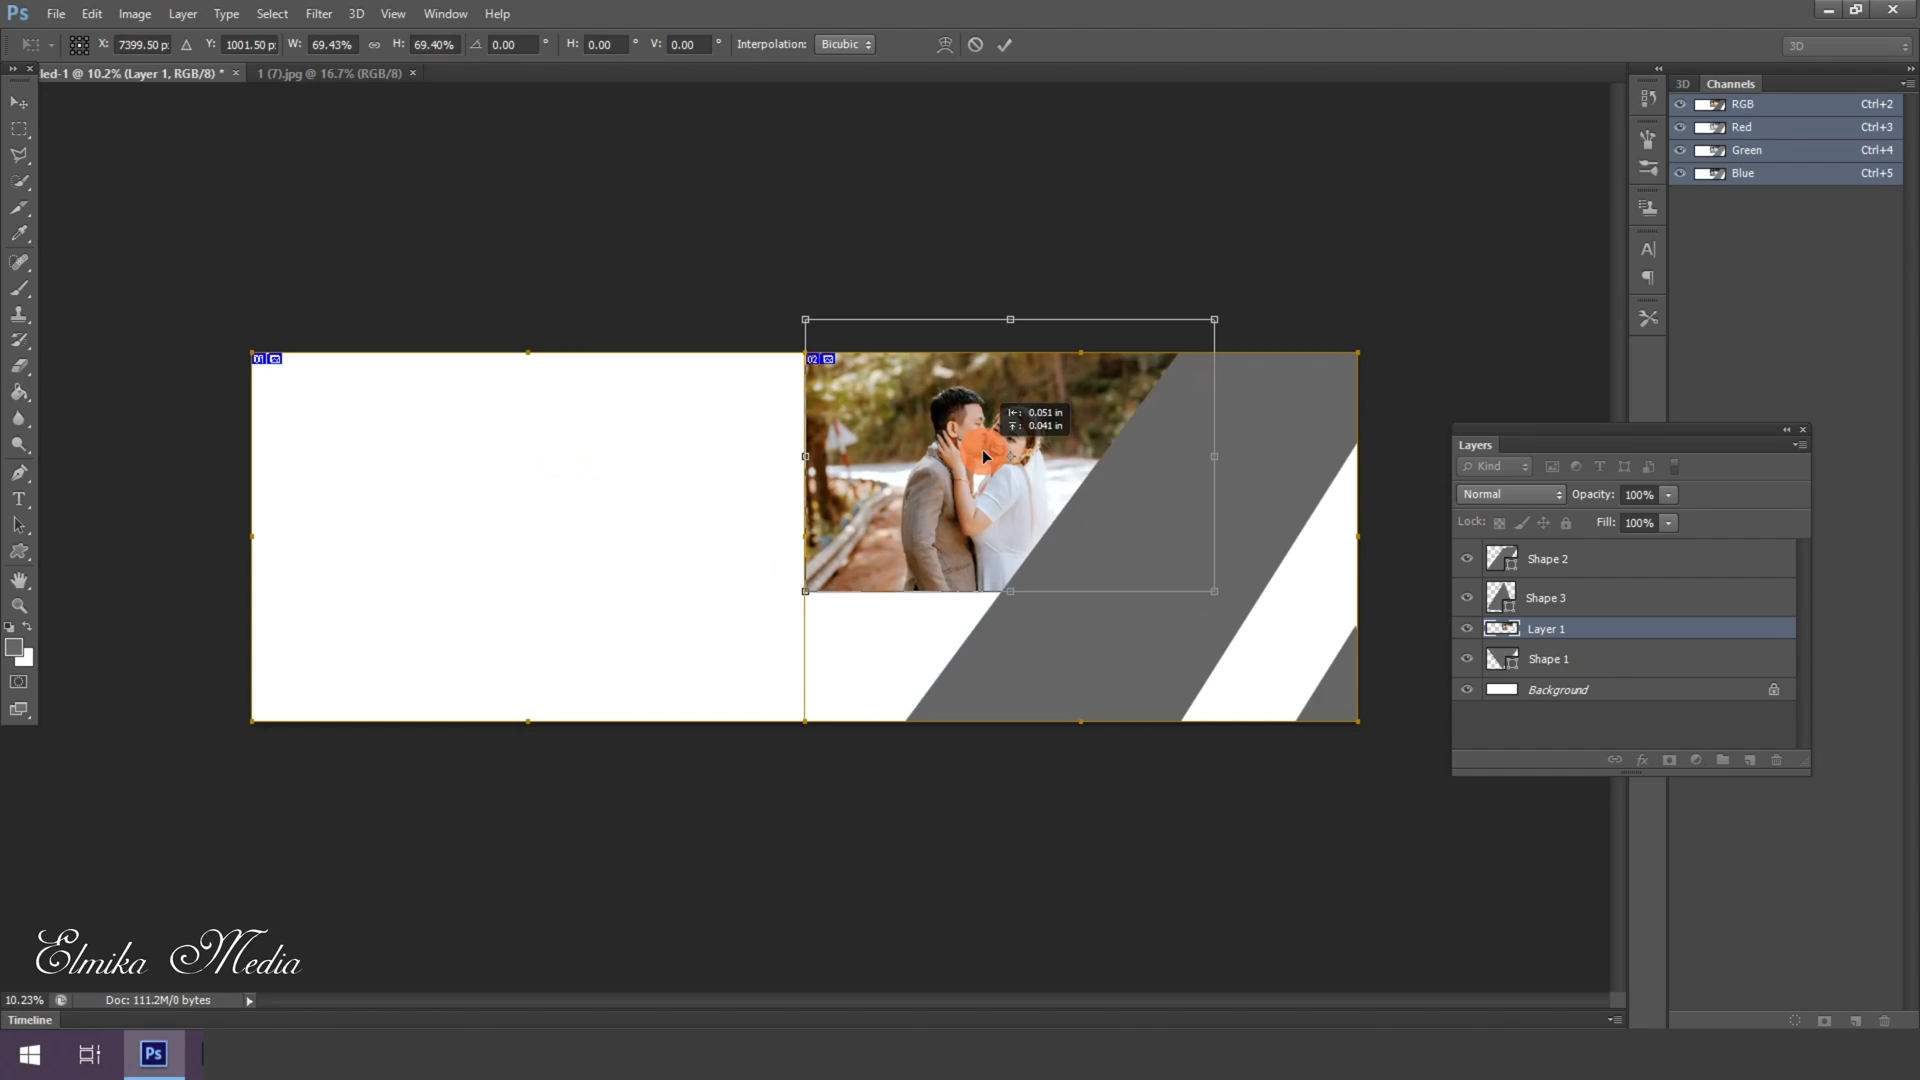 Ps File Edit Image Layer Type Select Filter 3D View Window Help
X: 7399.50 p: Y: 1001.50 p: W: 69.43% H: 69.40% 0.00 ° H: 0.00 ° V: 0.00 ° Interpolation: Bicubic 3D
led-1 @ 10.2% (Layer 1, RGB/8) * × 1 (7).jpg @ 16.7% (RGB/8) ×
3D Channels
RGB Ctrl+2
Red Ctrl+3
Green Ctrl+4
Blue Ctrl+5
01 02
0.051 in
0.041 in
Layers
Kind
Normal Opacity: 100%
Lock: Fill: 100%
Shape 2
Shape 3
Layer 1
Shape 1
Background
fx
Elmika Media
10.23% Doc: 111.2M/0 bytes
Timeline
Ps